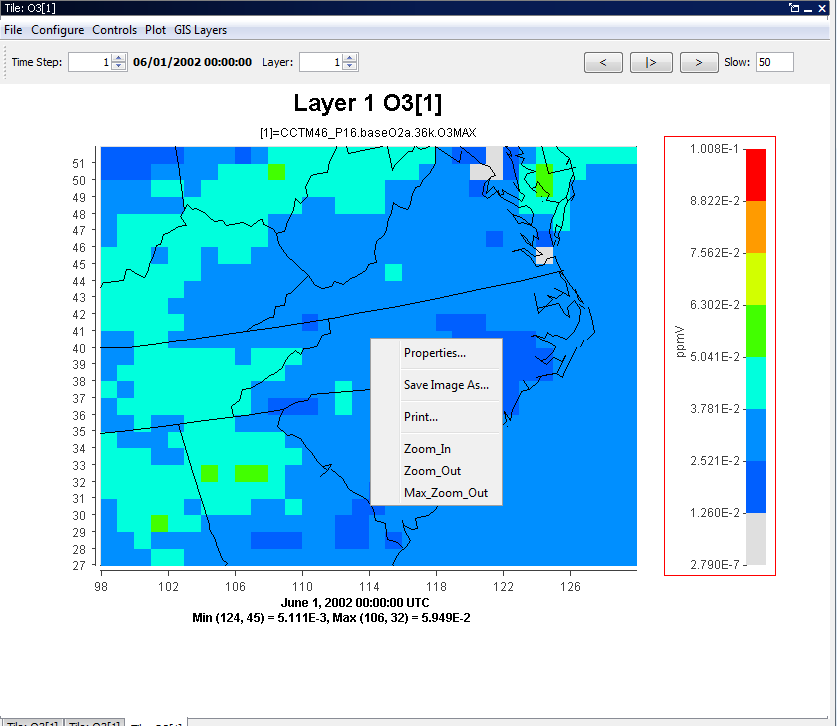 Tile: O3[1]
File Configure Controls Plot GIS Layers
Time Step: 1 06/01/2002 00:00:00 Layer: 1 < |> > Slow: 50
Layer 1 O3[1]
[1]=CCTM46_P16.baseO2a.36k.O3MAX
51
50
49
48
47
46
45
44
43
42
41
40
39
38
37
36
35
34
33
32
31
30
29
28
27
98 102 106 110 114 118 122 126
Properties...
Save Image As...
Print...
Zoom_In
Zoom_Out
Max_Zoom_Out
ppmV
1.008E-1
8.822E-2
7.562E-2
6.302E-2
5.041E-2
3.781E-2
2.521E-2
1.260E-2
2.790E-7
June 1, 2002 00:00:00 UTC
Min (124, 45) = 5.111E-3, Max (106, 32) = 5.949E-2
Tile: O3[1] Tile: O3[1] Tile: O3[1]